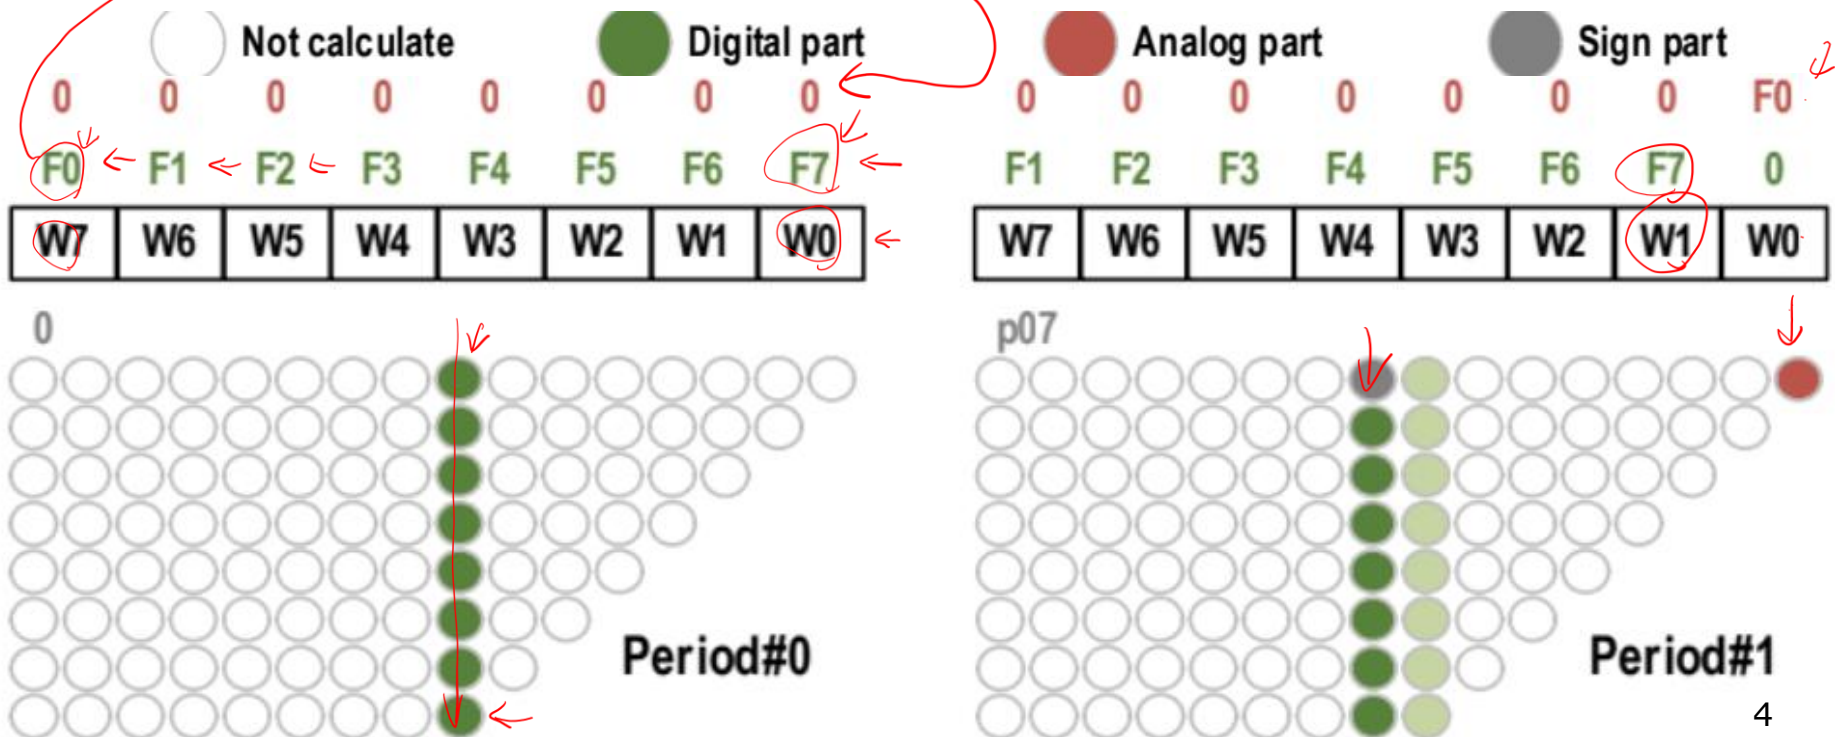 Not calculate Digital part Analog part Sign part
0 0 0 0 0 0 0 0
F0 F1 F2 F3 F4 F5 F6 F7
W7 W6 W5 W4 W3 W2 W1 W0
0
Period#0
0 0 0 0 0 0 0 F0
F1 F2 F3 F4 F5 F6 F7 0
W7 W6 W5 W4 W3 W2 W1 W0
p07
Period#1
4